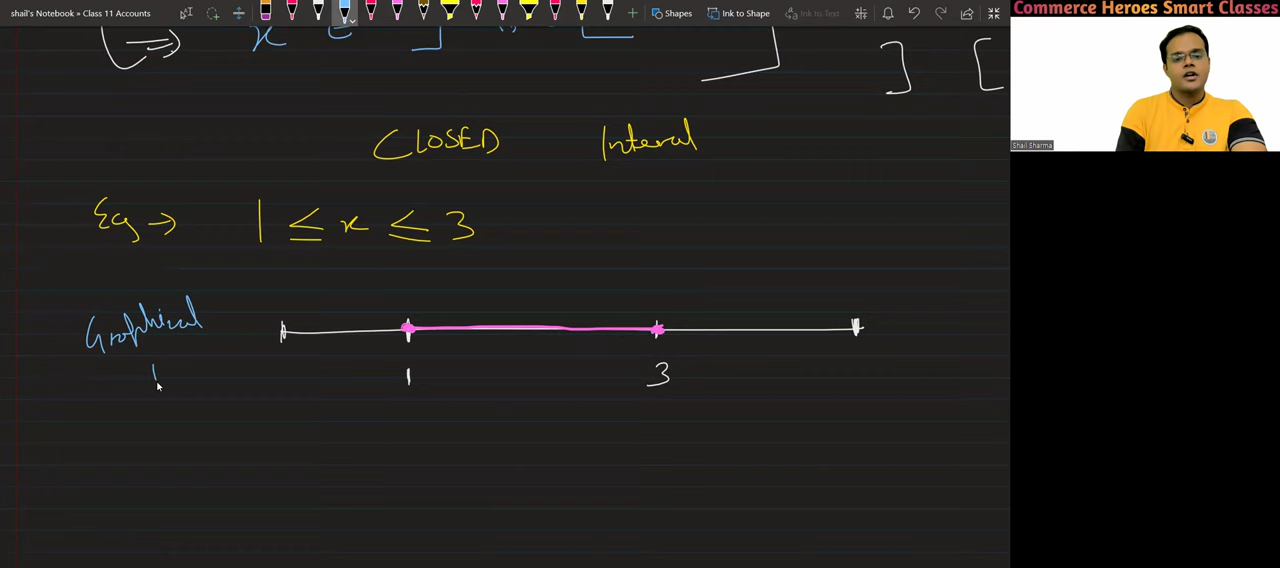 shail's Notebook » Class 11 Accounts
Shapes
Ink to Shape
Ink to Text
Commerce Heroes Smart Classes
Shail Sharma
x ∈
] [
CLOSED Interval
Eg → 1 ≤ x ≤ 3
Graphical
1 3